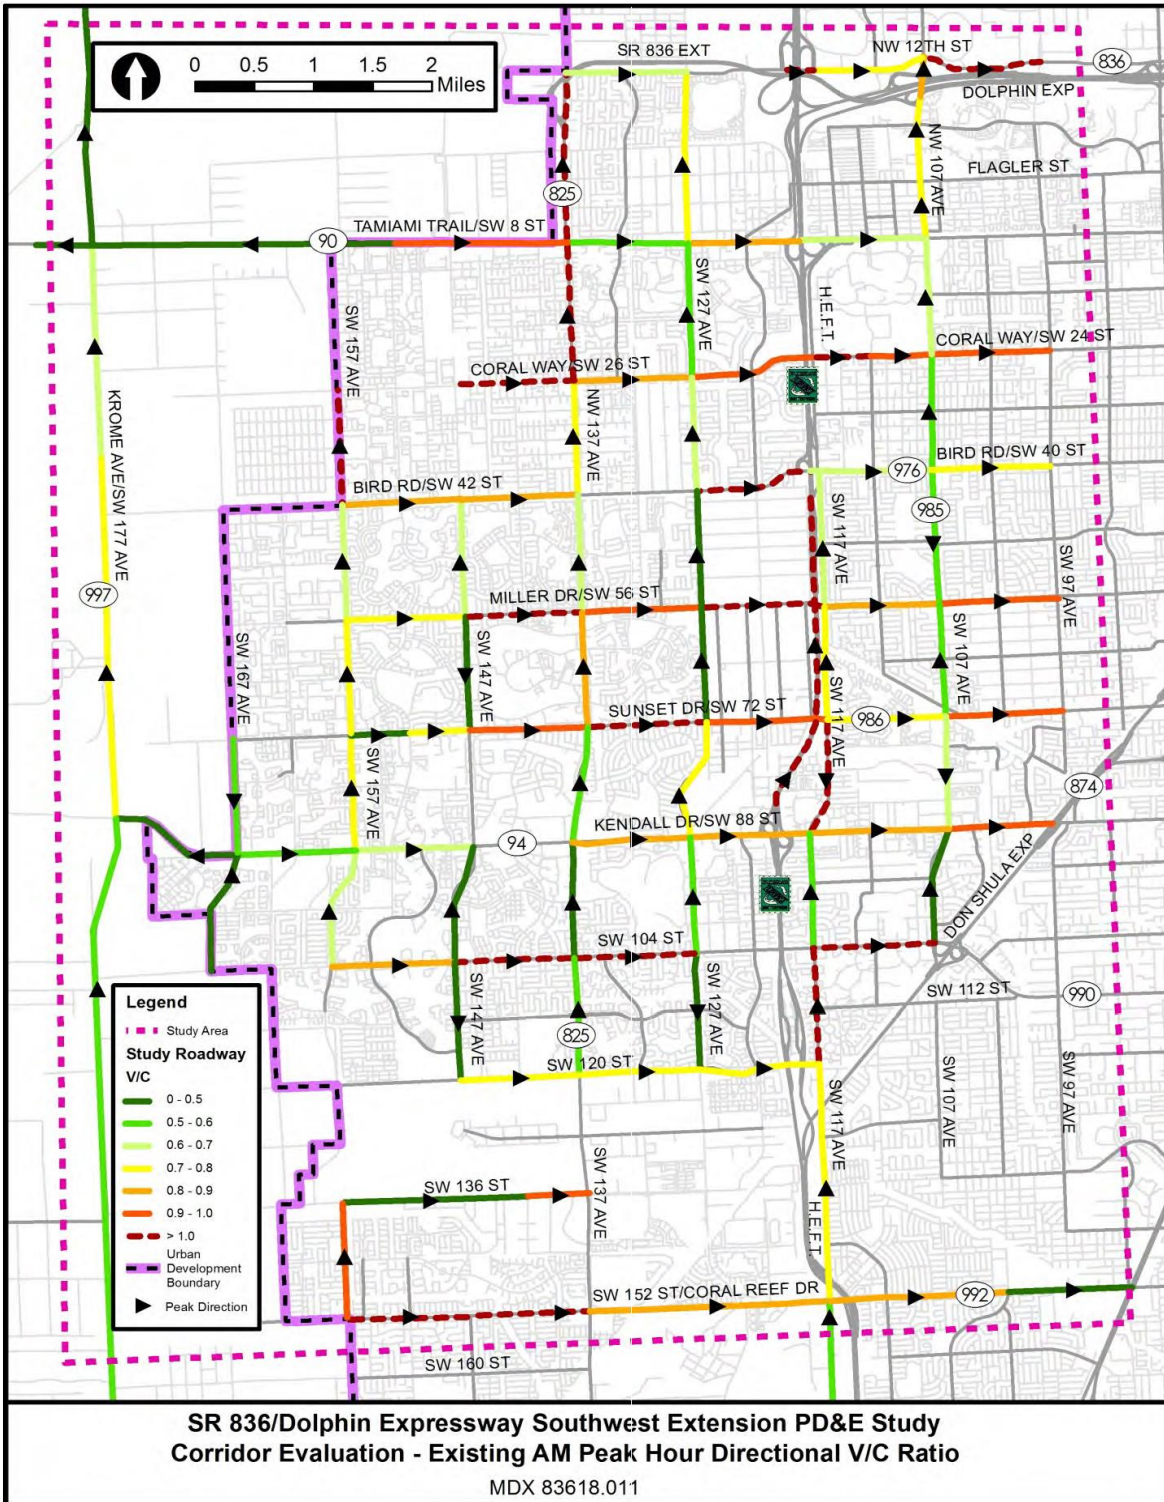 SR 836 EXT
NW 12TH ST
836
0 0.5 1 1.5 2
Miles
DOLPHIN EXP
FLAGLER ST
NW 107 AVE
825
TAMIAMI TRAIL/SW 8 ST
90
SW 157 AVE
SW 127 AVE
H.E.F.T.
CORAL WAY/SW 24 ST
CORAL WAY/SW 26 ST
KROME AVE/SW 177 AVE
NW 137 AVE
BIRD RD/SW 40 ST
976
BIRD RD/SW 42 ST
985
SW 117 AVE
SW 97 AVE
997
MILLER DR/SW 56 ST
SW 167 AVE
SW 147 AVE
SW 107 AVE
SUNSET DR/SW 72 ST
986
SW 117 AVE
SW 157 AVE
874
KENDALL DR/SW 88 ST
94
DON SHULA EXP
SW 104 ST
SW 112 ST
990
SW 147 AVE
SW 127 AVE
825
SW 120 ST
SW 107 AVE
SW 97 AVE
SW 117 AVE
SW 137 AVE
SW 136 ST
H.E.F.T.
SW 152 ST/CORAL REEF DR
992
SW 160 ST
Legend
Study Area
Study Roadway
V/C
0 - 0.5
0.5 - 0.6
0.6 - 0.7
0.7 - 0.8
0.8 - 0.9
0.9 - 1.0
> 1.0
Urban
Development
Boundary
Peak Direction
SR 836/Dolphin Expressway Southwest Extension PD&E Study
Corridor Evaluation - Existing AM Peak Hour Directional V/C Ratio
MDX 83618.011